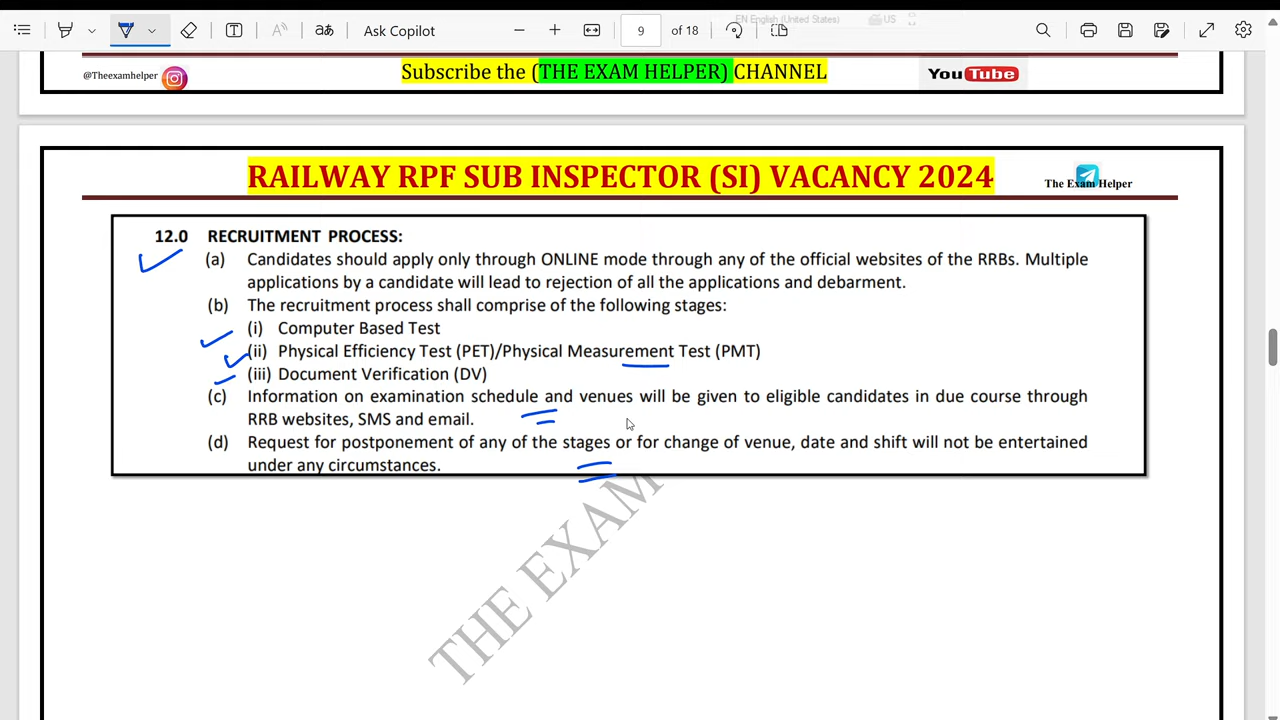 EN English (United States) US
Ask Copilot 9 of 18
@Theexamhelper Subscribe the (THE EXAM HELPER) CHANNEL YouTube
RAILWAY RPF SUB INSPECTOR (SI) VACANCY 2024 The Exam Helper
12.0 RECRUITMENT PROCESS:
(a) Candidates should apply only through ONLINE mode through any of the official websites of the RRBs. Multiple
applications by a candidate will lead to rejection of all the applications and debarment.
(b) The recruitment process shall comprise of the following stages:
(i) Computer Based Test
(ii) Physical Efficiency Test (PET)/Physical Measurement Test (PMT)
(iii) Document Verification (DV)
(c) Information on examination schedule and venues will be given to eligible candidates in due course through
RRB websites, SMS and email.
(d) Request for postponement of any of the stages or for change of venue, date and shift will not be entertained
under any circumstances.
THE EXAM